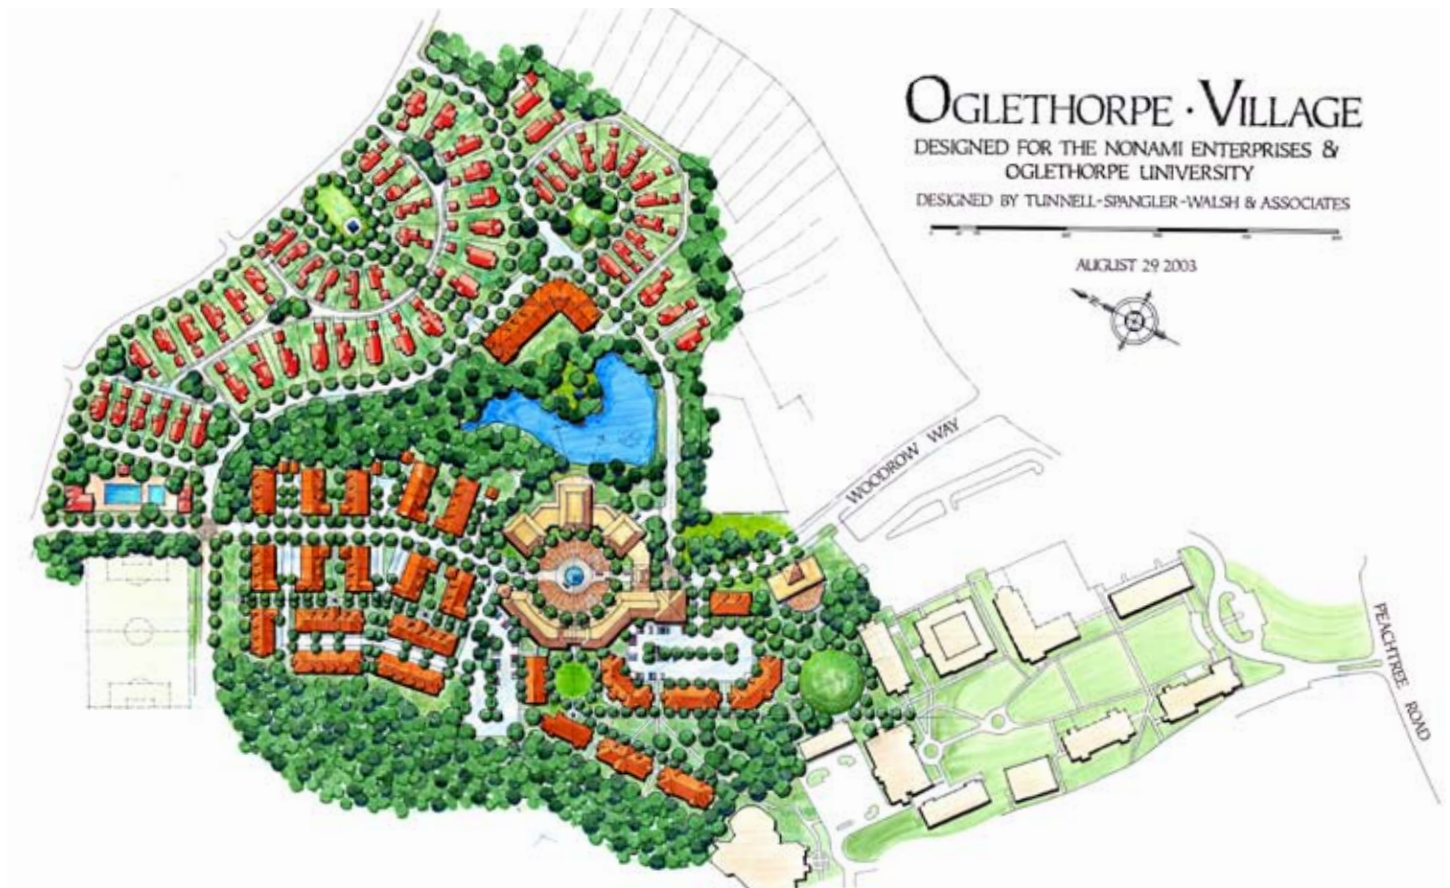 OGLETHORPE · VILLAGE
DESIGNED FOR THE NONAMI ENTERPRISES &
OGLETHORPE UNIVERSITY
DESIGNED BY TUNNELL-SPANGLER-WALSH & ASSOCIATES
AUGUST 29 2003
WOODROW WAY
PEACHTREE ROAD